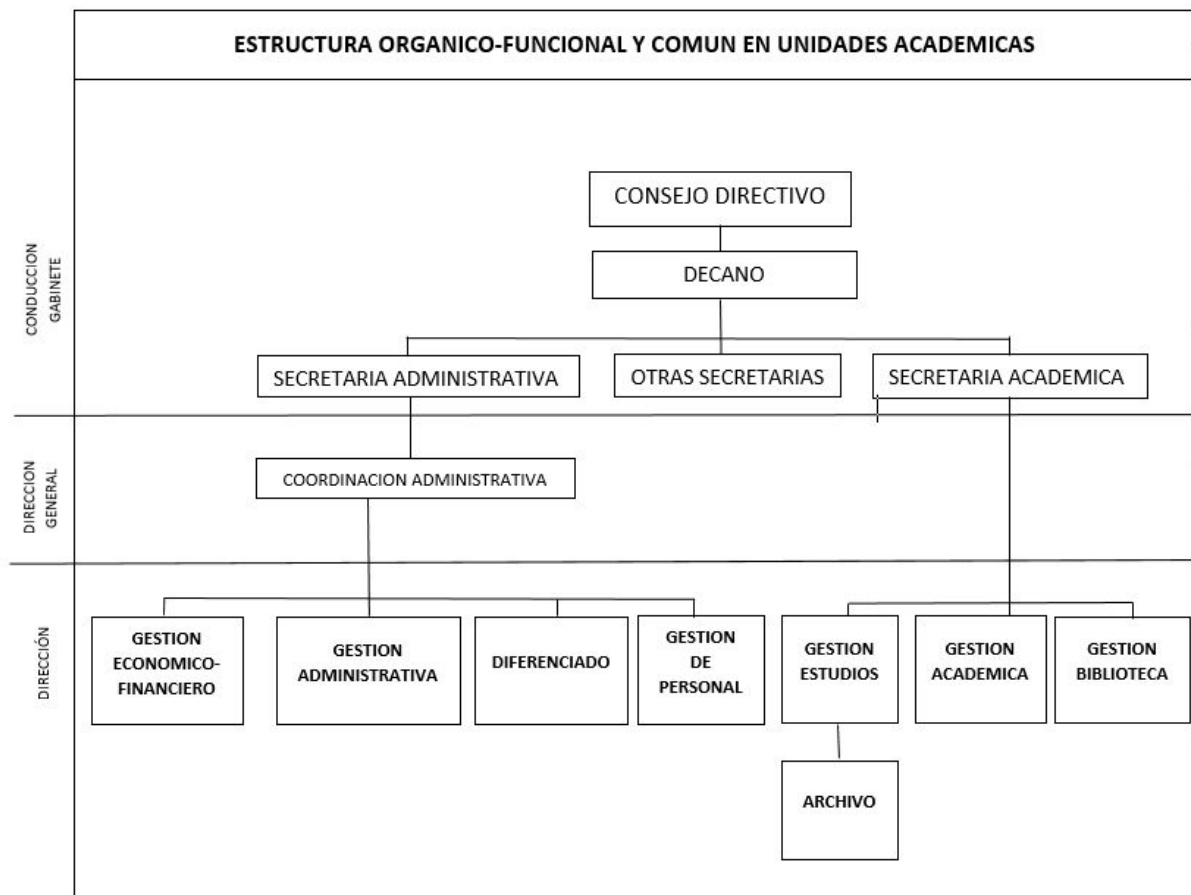 ESTRUCTURA ORGANICO-FUNCIONAL Y COMUN EN UNIDADES ACADEMICAS
CONDUCCION
GABINETE
CONSEJO DIRECTIVO
DECANO
SECRETARIA ADMINISTRATIVA
OTRAS SECRETARIAS
SECRETARIA ACADEMICA
DIRECCION
GENERAL
COORDINACION ADMINISTRATIVA
DIRECCIÓN
GESTION
ECONOMICO-
FINANCIERO
GESTION
ADMINISTRATIVA
DIFERENCIADO
GESTION
DE
PERSONAL
GESTION
ESTUDIOS
GESTION
ACADEMICA
GESTION
BIBLIOTECA
ARCHIVO